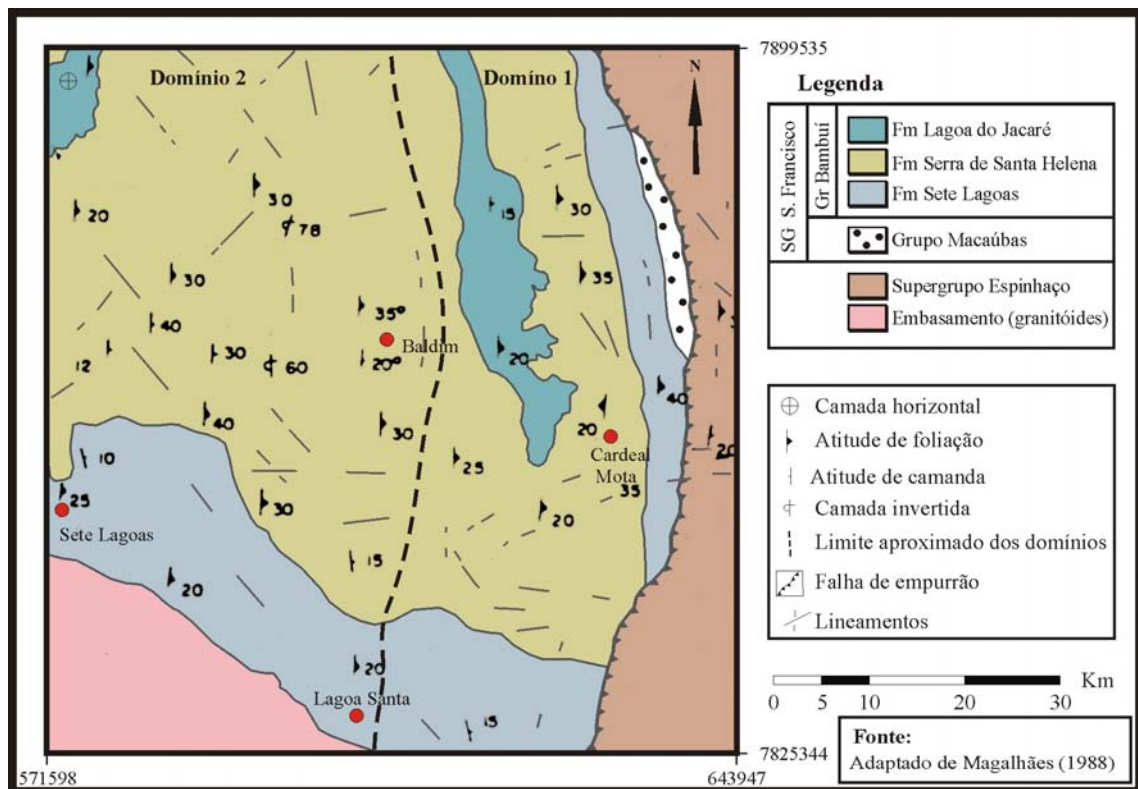 7899535
Domínio 2
Domíno 1
N
20
30
78
15
30
30
35
40
35º
20
12
30
60
Baldim
20º
40
40
30
20
10
25
Cardeal
Mota
20
25
35
Séte Lagoas
30
20
15
20
20
Lagoa Santa
15
571598
643947
7825344
Legenda
SG S. Francisco
Gr Bambuí
Fm Lagoa do Jacaré
Fm Serra de Santa Helena
Fm Sete Lagoas
Grupo Macaúbas
Supergrupo Espinhaço
Embasamento (granitóides)
Camada horizontal
Atitude de foliação
Atitude de camanda
Camada invertida
Limite aproximado dos domínios
Falha de empurrão
Lineamentos
Km
0 5 10 20 30
Fonte:
Adaptado de Magalhães (1988)